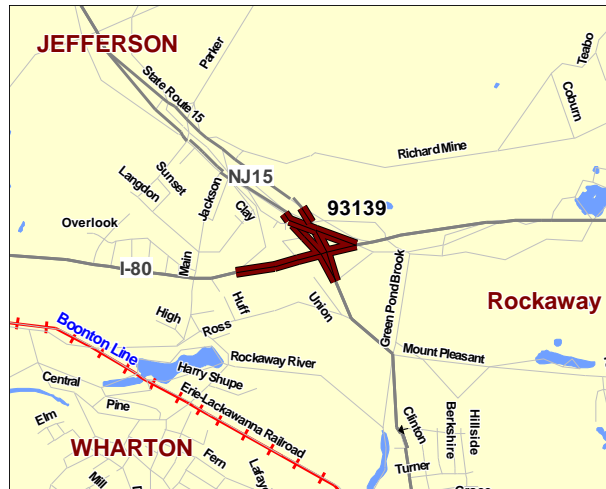 JEFFERSON
Parker
Teabo
State Route 15
Coburn
Richard Mine
Sunset
Langdon
NJ15
Jackson
Clay
93139
Overlook
Main
I-80
Green Pond Brook
Huff
Union
Rockaway
High
Ross
Boonton Line
Rockaway River
Mount Pleasant
Harry Shupe
Central
Pine
Erie-Lackawanna Railroad
Elm
Clinton
Berkshire
Hillside
WHARTON
Fern
Turner
Mill